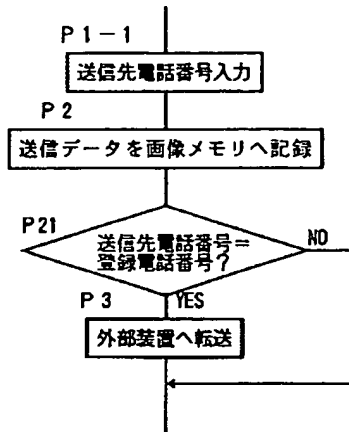 P1-1
送信先電話番号入力
P2
送信データを画像メモリへ記録
P21
送信先電話番号=
登録電話番号?
NO
P3
YES
外部装置へ転送